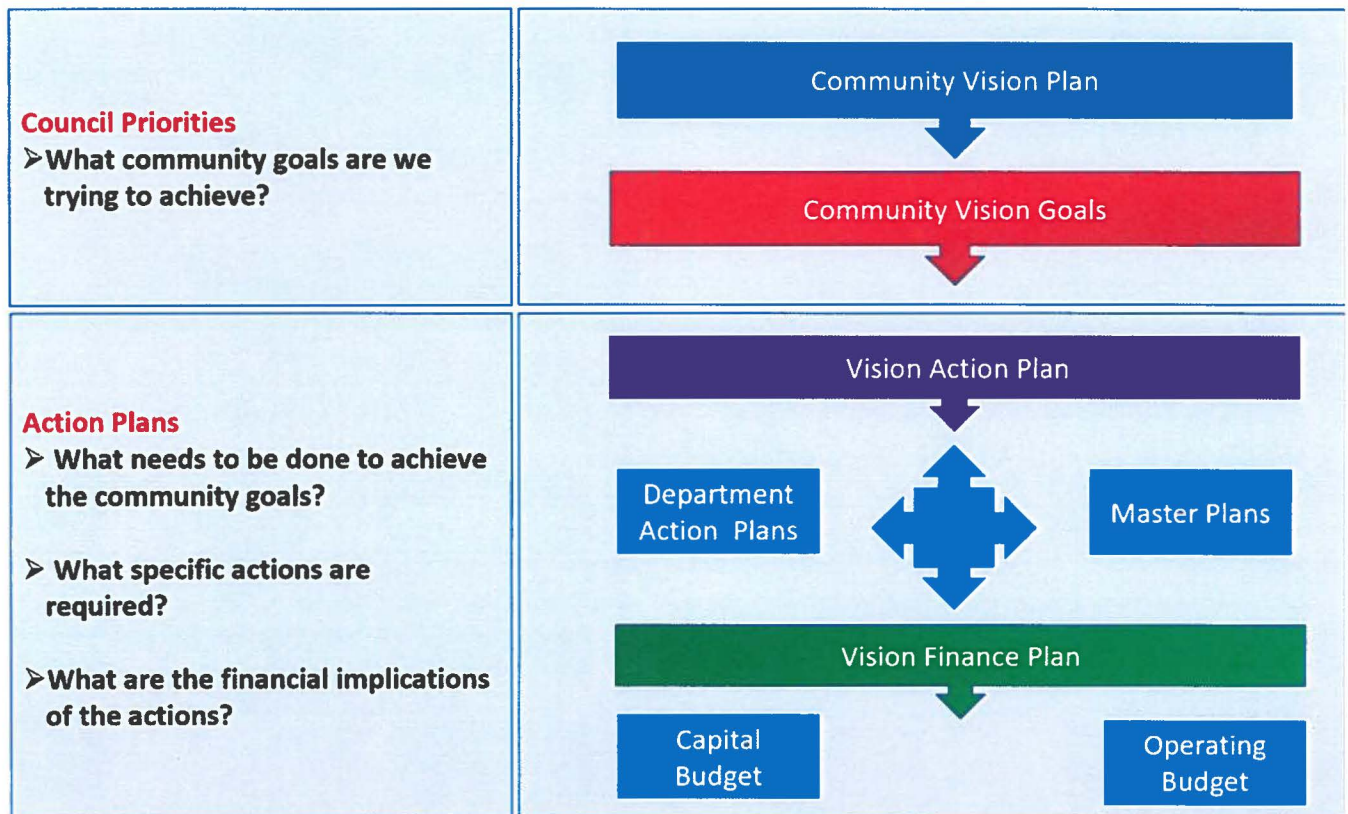 Council Priorities
➢What community goals are we
trying to achieve?
Community Vision Plan
Community Vision Goals
Action Plans
➢ What needs to be done to achieve
the community goals?
➢ What specific actions are
required?
➢What are the financial implications
of the actions?
Vision Action Plan
Department
Action Plans
Master Plans
Vision Finance Plan
Capital
Budget
Operating
Budget